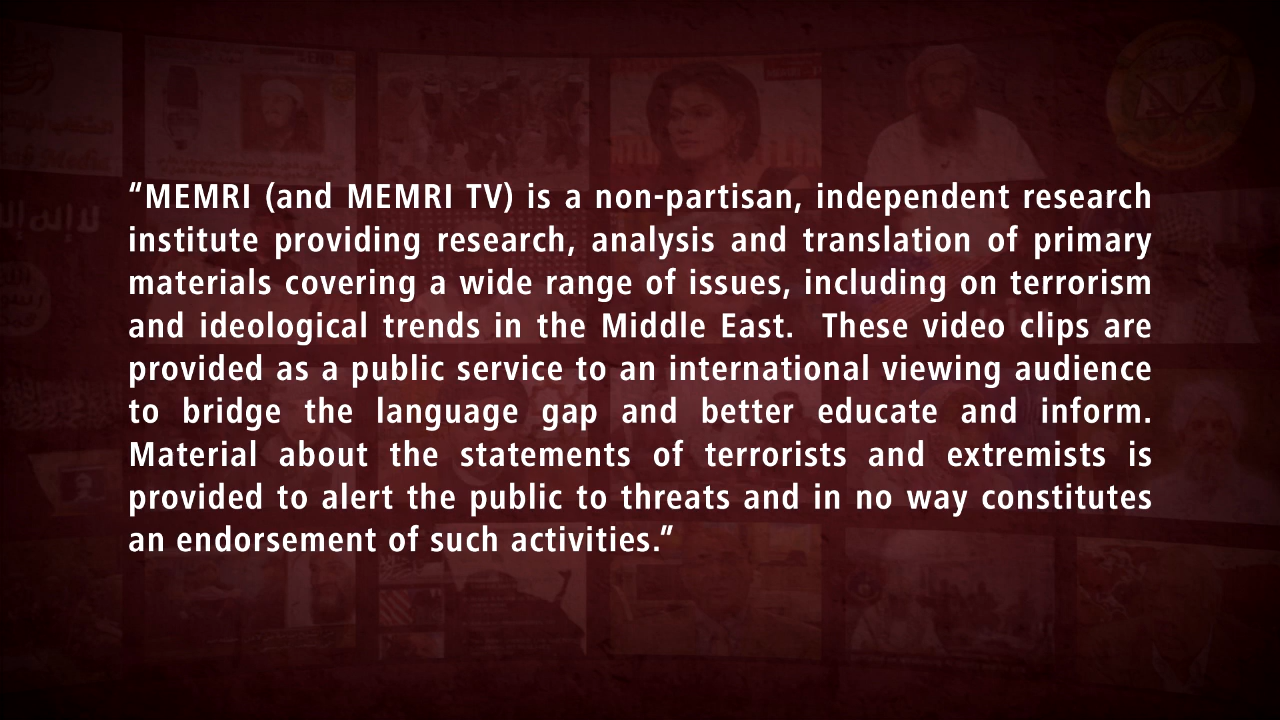 “MEMRI (and MEMRI TV) is a non-partisan, independent research
institute providing research, analysis and translation of primary
materials covering a wide range of issues, including on terrorism
and ideological trends in the Middle East.  These video clips are
provided as a public service to an international viewing audience
to bridge the language gap and better educate and inform.
Material about the statements of terrorists and extremists is
provided to alert the public to threats and in no way constitutes
an endorsement of such activities.”